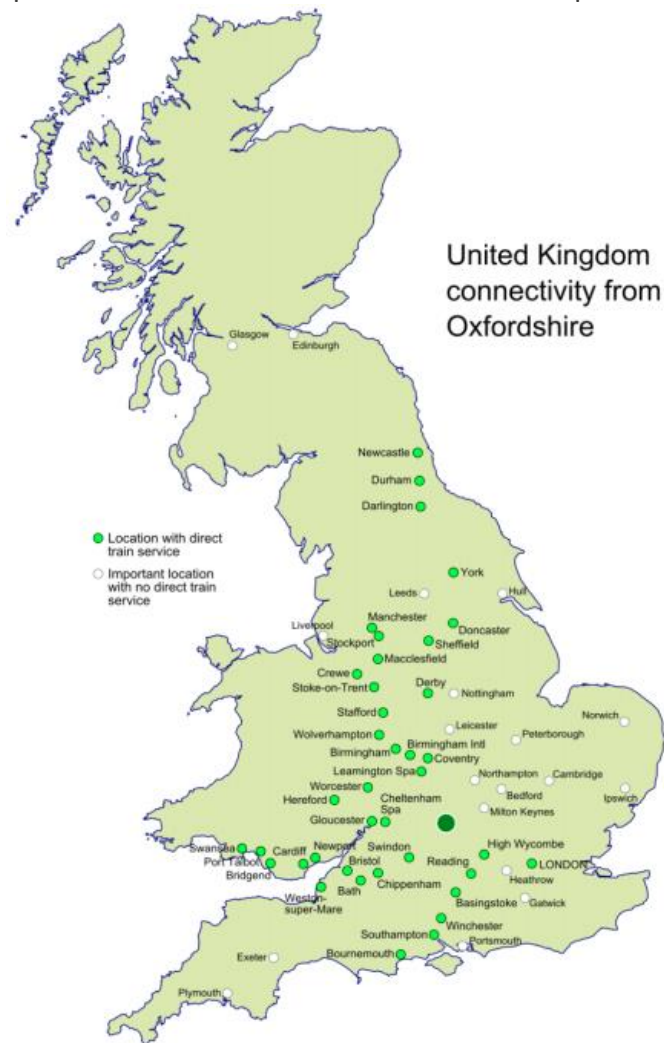 United Kingdom
connectivity from
Oxfordshire
Glasgow
Edinburgh
Newcastle
Durham
Darlington
Location with direct
train service
Important location
with no direct train
service
York
Leeds
Hull
Liverpool
Manchester
Stockport
Doncaster
Sheffield
Macclesfield
Crewe
Stoke-on-Trent
Derby
Nottingham
Stafford
Leicester
Norwich
Peterborough
Wolverhampton
Birmingham
Birmingham Intl
Coventry
Leamington Spa
Northampton
Cambridge
Bedford
Ipswich
Worcester
Hereford
Cheltenham
Spa
Milton Keynes
Gloucester
Swansea
Port Talbot
Bridgend
Cardiff
Newport
Bristol
Swindon
Reading
High Wycombe
LONDON
Heathrow
Bath
Chippenham
Weston-
super-Mare
Basingstoke
Gatwick
Winchester
Southampton
Portsmouth
Bournemouth
Exeter
Plymouth